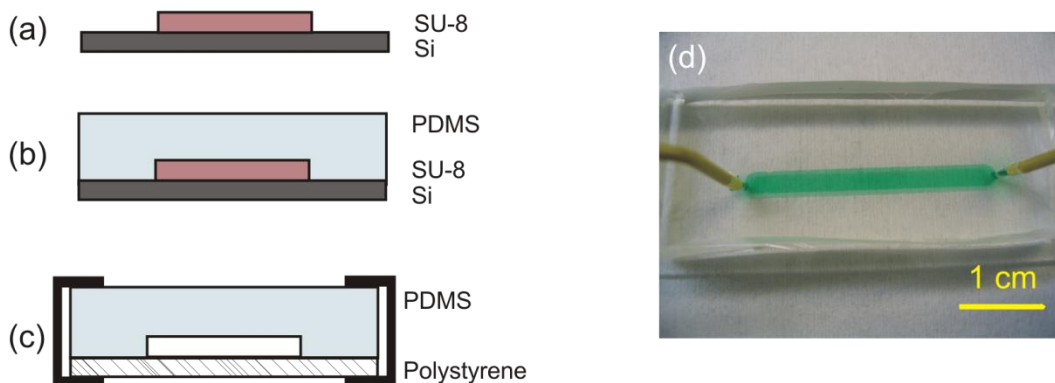 (a)
SU-8
Si
(b)
PDMS
SU-8
Si
(c)
PDMS
Polystyrene
(d)
1 cm